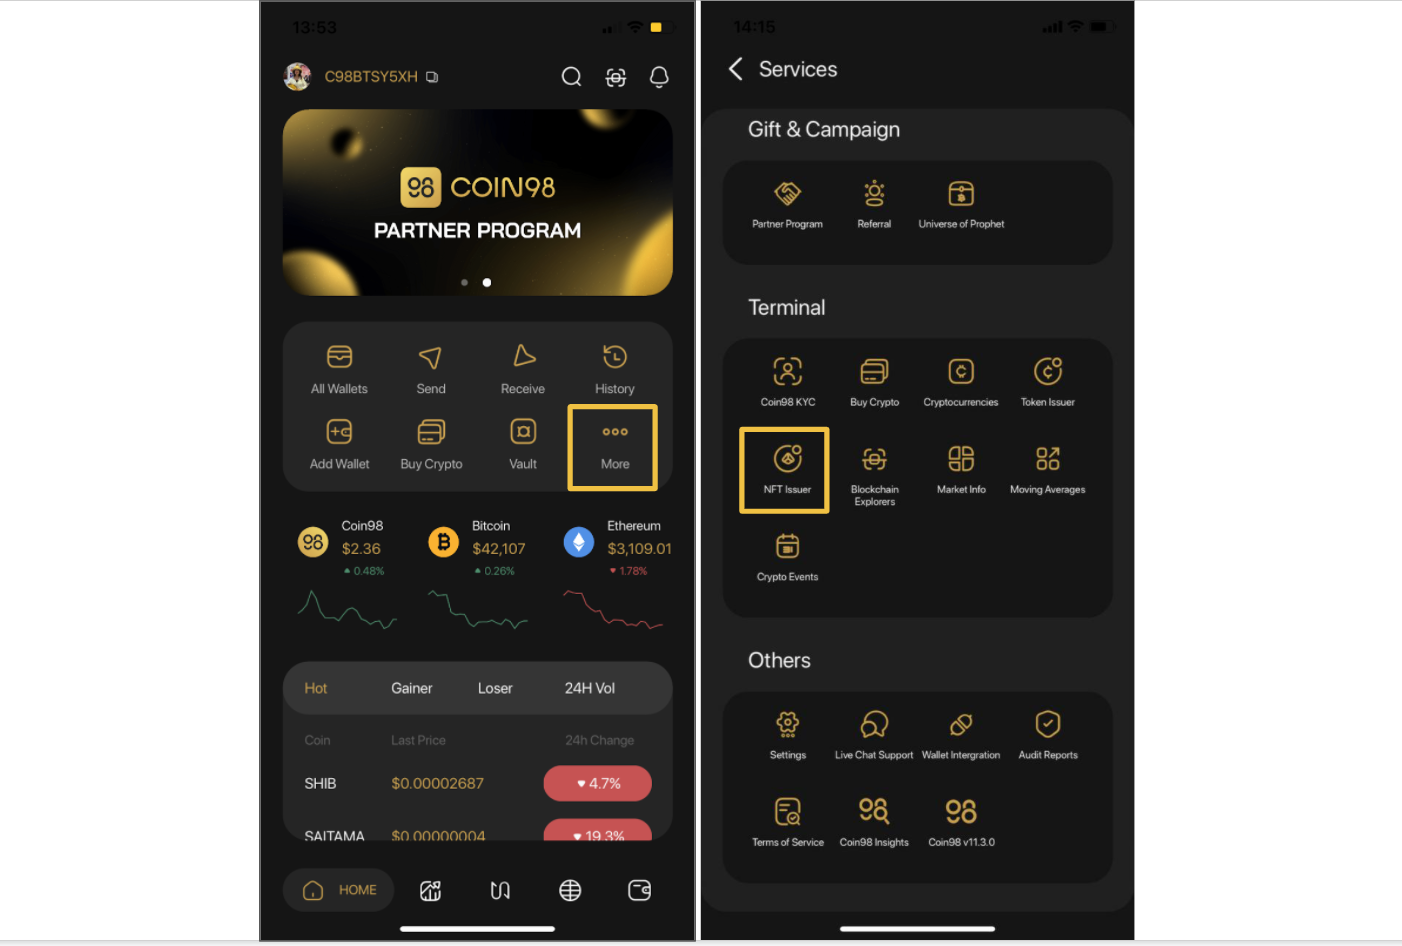 13:53
C98BTSY5XH
98 COIN98
PARTNER PROGRAM
All Wallets Send Receive History
Add Wallet Buy Crypto Vault More
Coin98 Bitcoin Ethereum
98 $2.36 $42,107 $3,109.01
0.48% 0.26% 1.78%
Hot Gainer Loser 24H Vol
Coin Last Price 24h Change
SHIB $0.00002687 4.7%
SAITAMA $0.00000004 19.3%
HOME
14:15
Services
Gift & Campaign
Partner Program Referral Universe of Prophet
Terminal
Coin98 KYC Buy Crypto Cryptocurrencies Token Issuer
NFT Issuer Blockchain Market Info Moving Averages
Explorers
Crypto Events
Others
Settings Live Chat Support Wallet Intergration Audit Reports
98 98
Terms of Service Coin98 Insights Coin98 v11.3.0